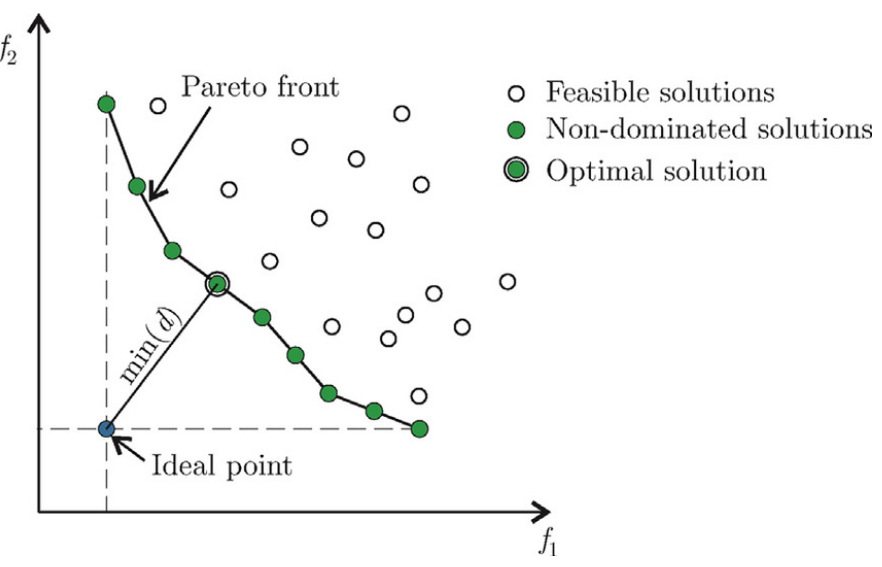 f2
Pareto front
Feasible solutions
Non-dominated solutions
Optimal solution
min(d)
Ideal point
f1